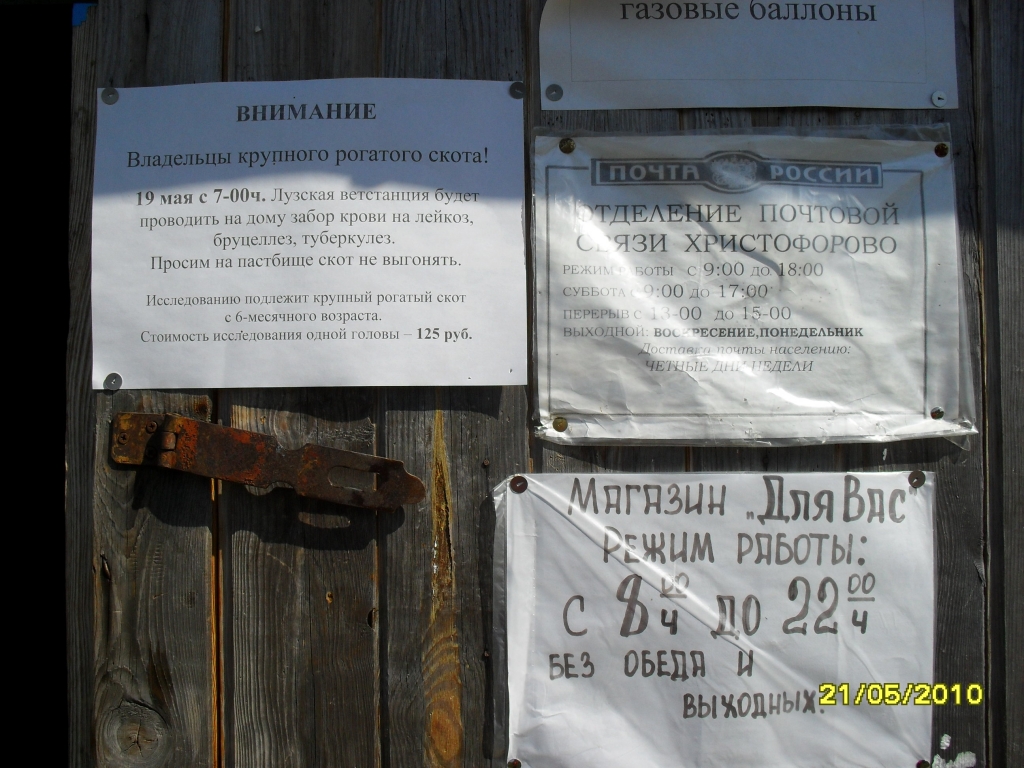 газовые баллоны
ВНИМАНИЕ
Владельцы крупного рогатого скота!
19 мая с 7-00ч. Лузская ветстанция будет
проводить на дому забор крови на лейкоз,
бруцеллез, туберкулез.
Просим на пастбище скот не выгонять.
Исследованию подлежит крупный рогатый скот
с 6-месячного возраста.
Стоимость исследования одной головы – 125 руб.
ПОЧТА РОССИИ
ОТДЕЛЕНИЕ ПОЧТОВОЙ
СВЯЗИ ХРИСТОФОРОВО
РЕЖИМ РАБОТЫ с 9:00 до 18:00
СУББОТА с 9:00 до 17:00
ПЕРЕРЫВ с 13-00 до 15-00
ВЫХОДНОЙ: ВОСКРЕСЕНИЕ,ПОНЕДЕЛЬНИК
Доставка почты населению:
ЧЕТНЫЕ ДНИ НЕДЕЛИ
МАГАЗИН „Для Вас"
РЕЖИМ РАБОТЫ:
С 8 00 ч ДО 22 00 ч
БЕЗ ОБЕДА И
ВЫХОДНЫХ.
21/05/2010